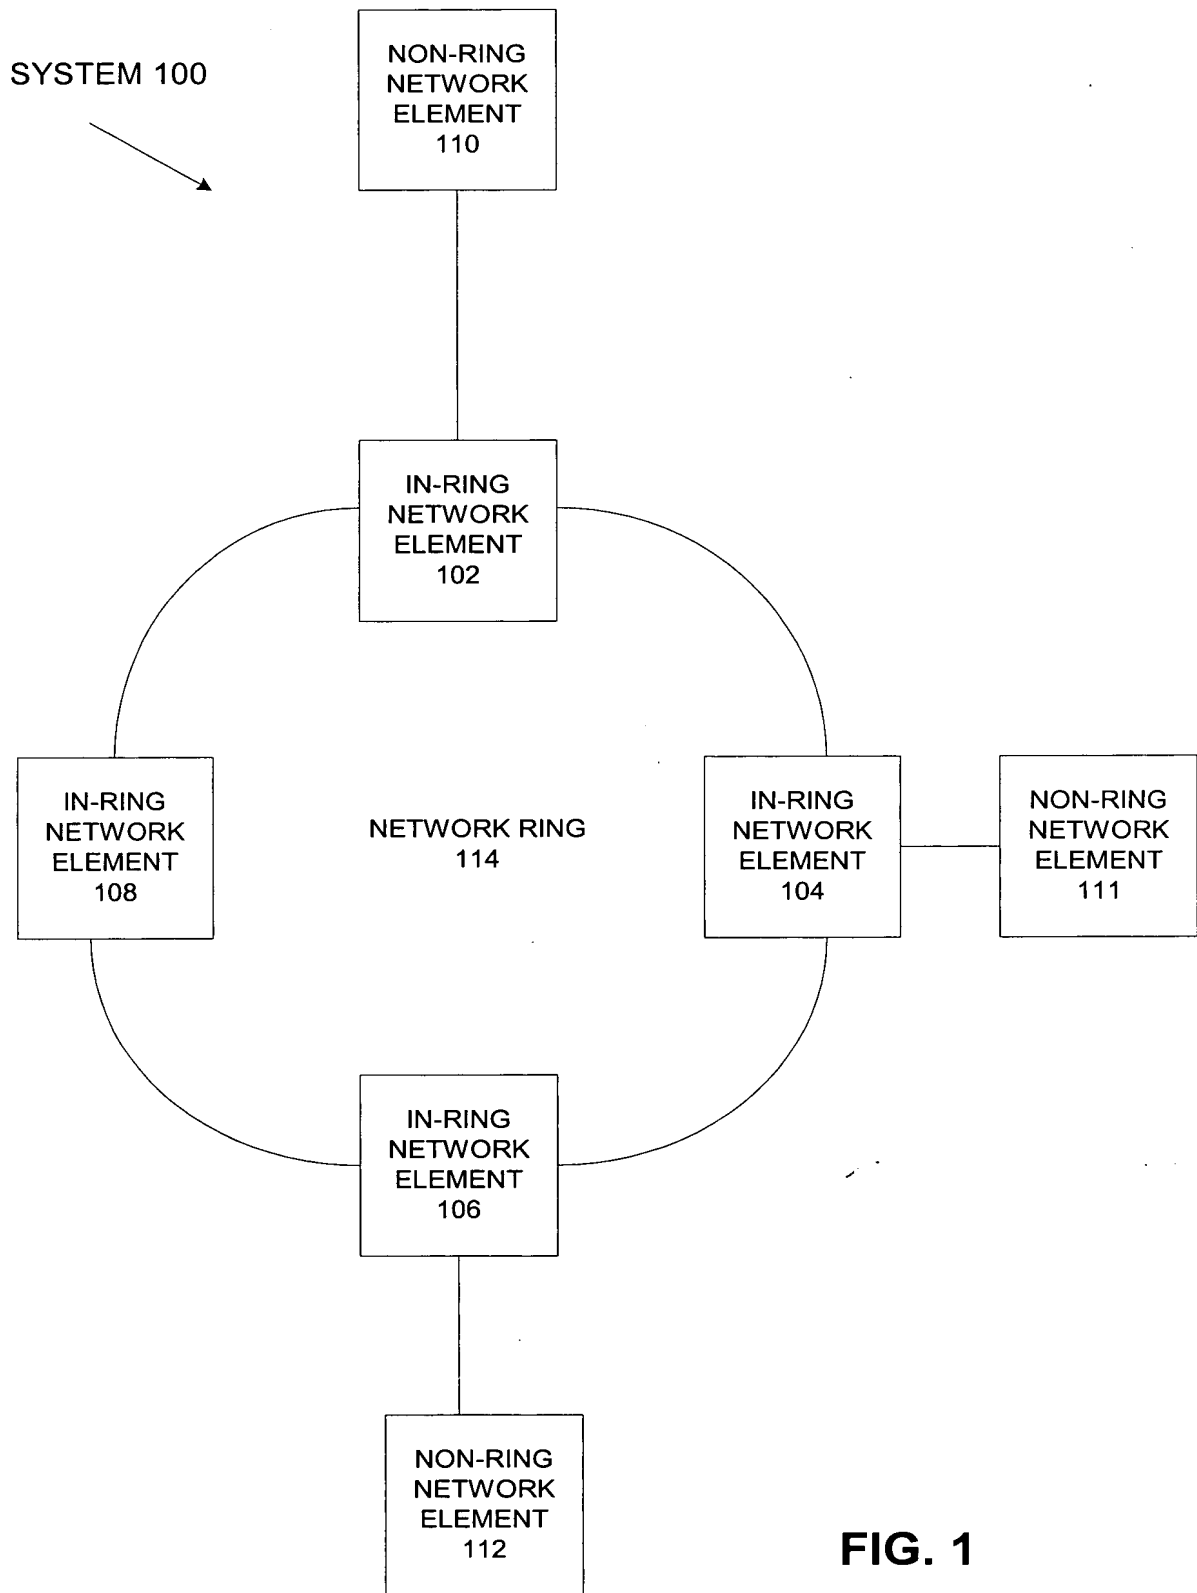 SYSTEM 100
NON-RING
NETWORK
ELEMENT
110
IN-RING
NETWORK
ELEMENT
102
IN-RING
NETWORK
ELEMENT
108
NETWORK RING
114
IN-RING
NETWORK
ELEMENT
104
NON-RING
NETWORK
ELEMENT
111
IN-RING
NETWORK
ELEMENT
106
NON-RING
NETWORK
ELEMENT
112
FIG. 1